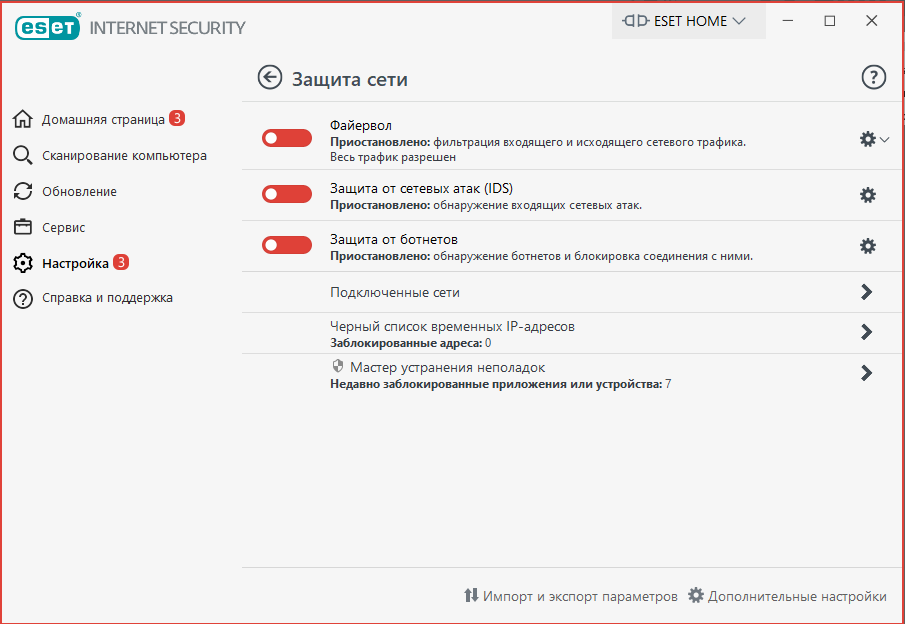 eset® INTERNET SECURITY
ESET HOME
Защита сети
?
Домашняя страница 3
Сканирование компьютера
Обновление
Сервис
Настройка 3
Справка и поддержка
Файервол
Приостановлено: фильтрация входящего и исходящего сетевого трафика.
Весь трафик разрешен
Защита от сетевых атак (IDS)
Приостановлено: обнаружение входящих сетевых атак.
Защита от ботнетов
Приостановлено: обнаружение ботнетов и блокировка соединения с ними.
Подключенные сети
Черный список временных IP-адресов
Заблокированные адреса: 0
Мастер устранения неполадок
Недавно заблокированные приложения или устройства: 7
Импорт и экспорт параметров
Дополнительные настройки